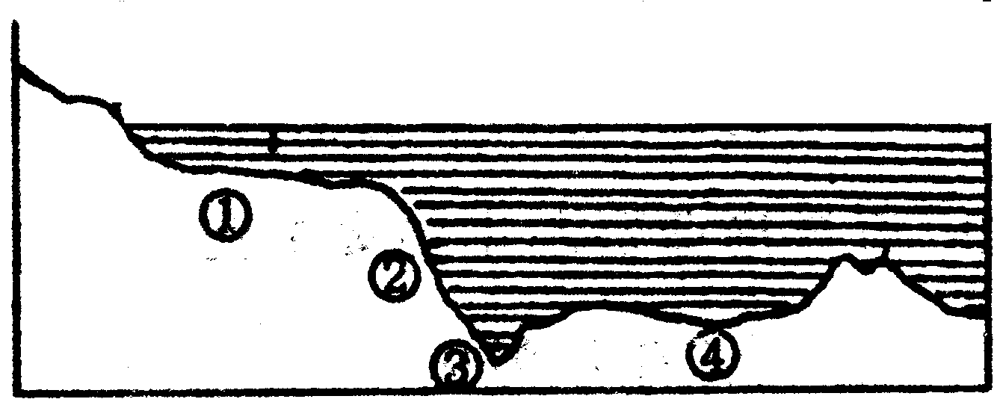 ①
②
③
④